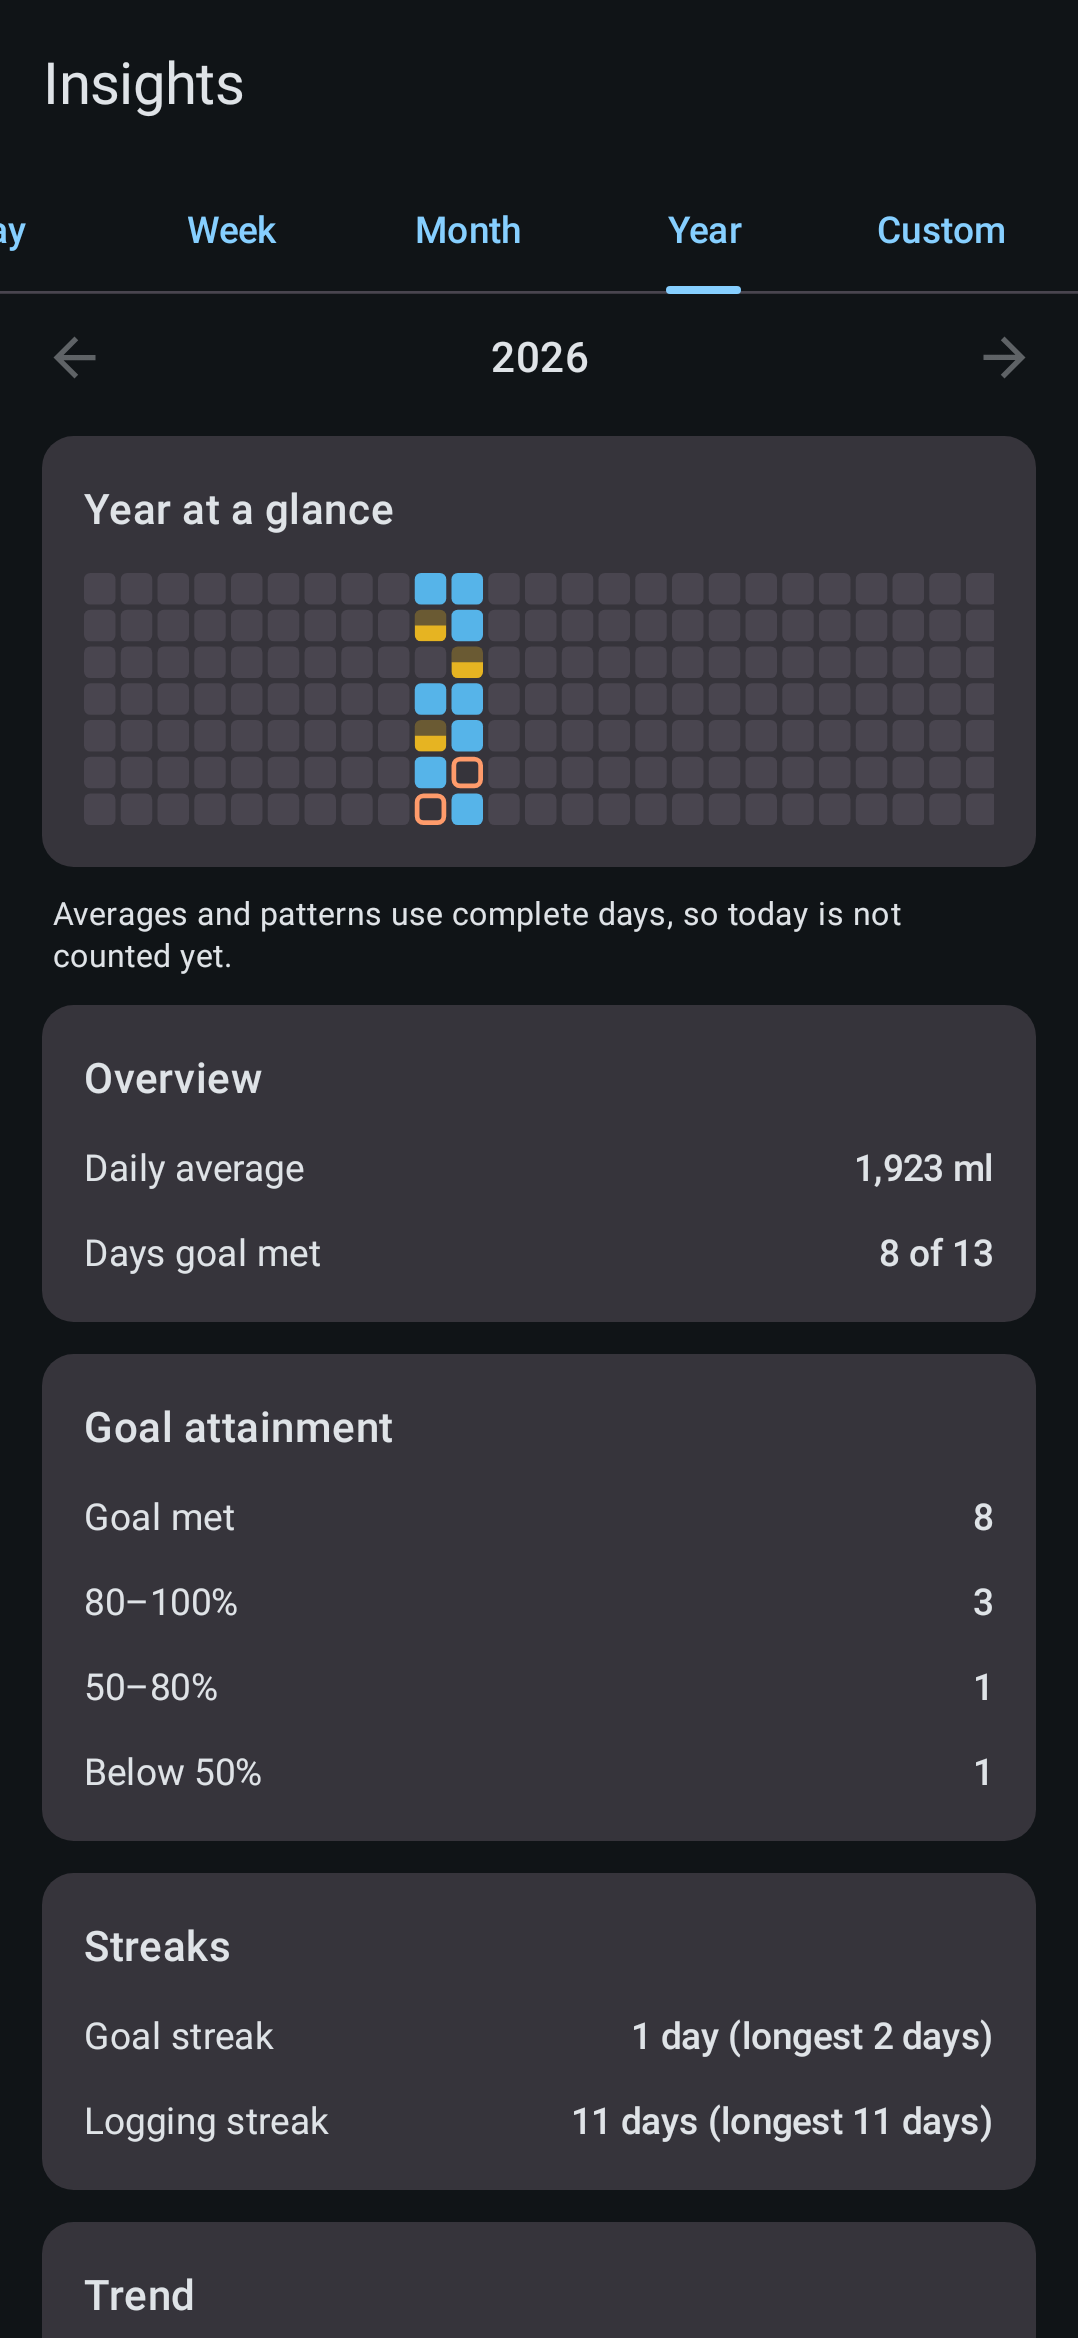 Insights
ay Week Month Year Custom
2026
Year at a glance
Averages and patterns use complete days, so today is not
counted yet.
Overview
Daily average 1,923 ml
Days goal met 8 of 13
Goal attainment
Goal met 8
80–100% 3
50–80% 1
Below 50% 1
Streaks
Goal streak 1 day (longest 2 days)
Logging streak 11 days (longest 11 days)
Trend